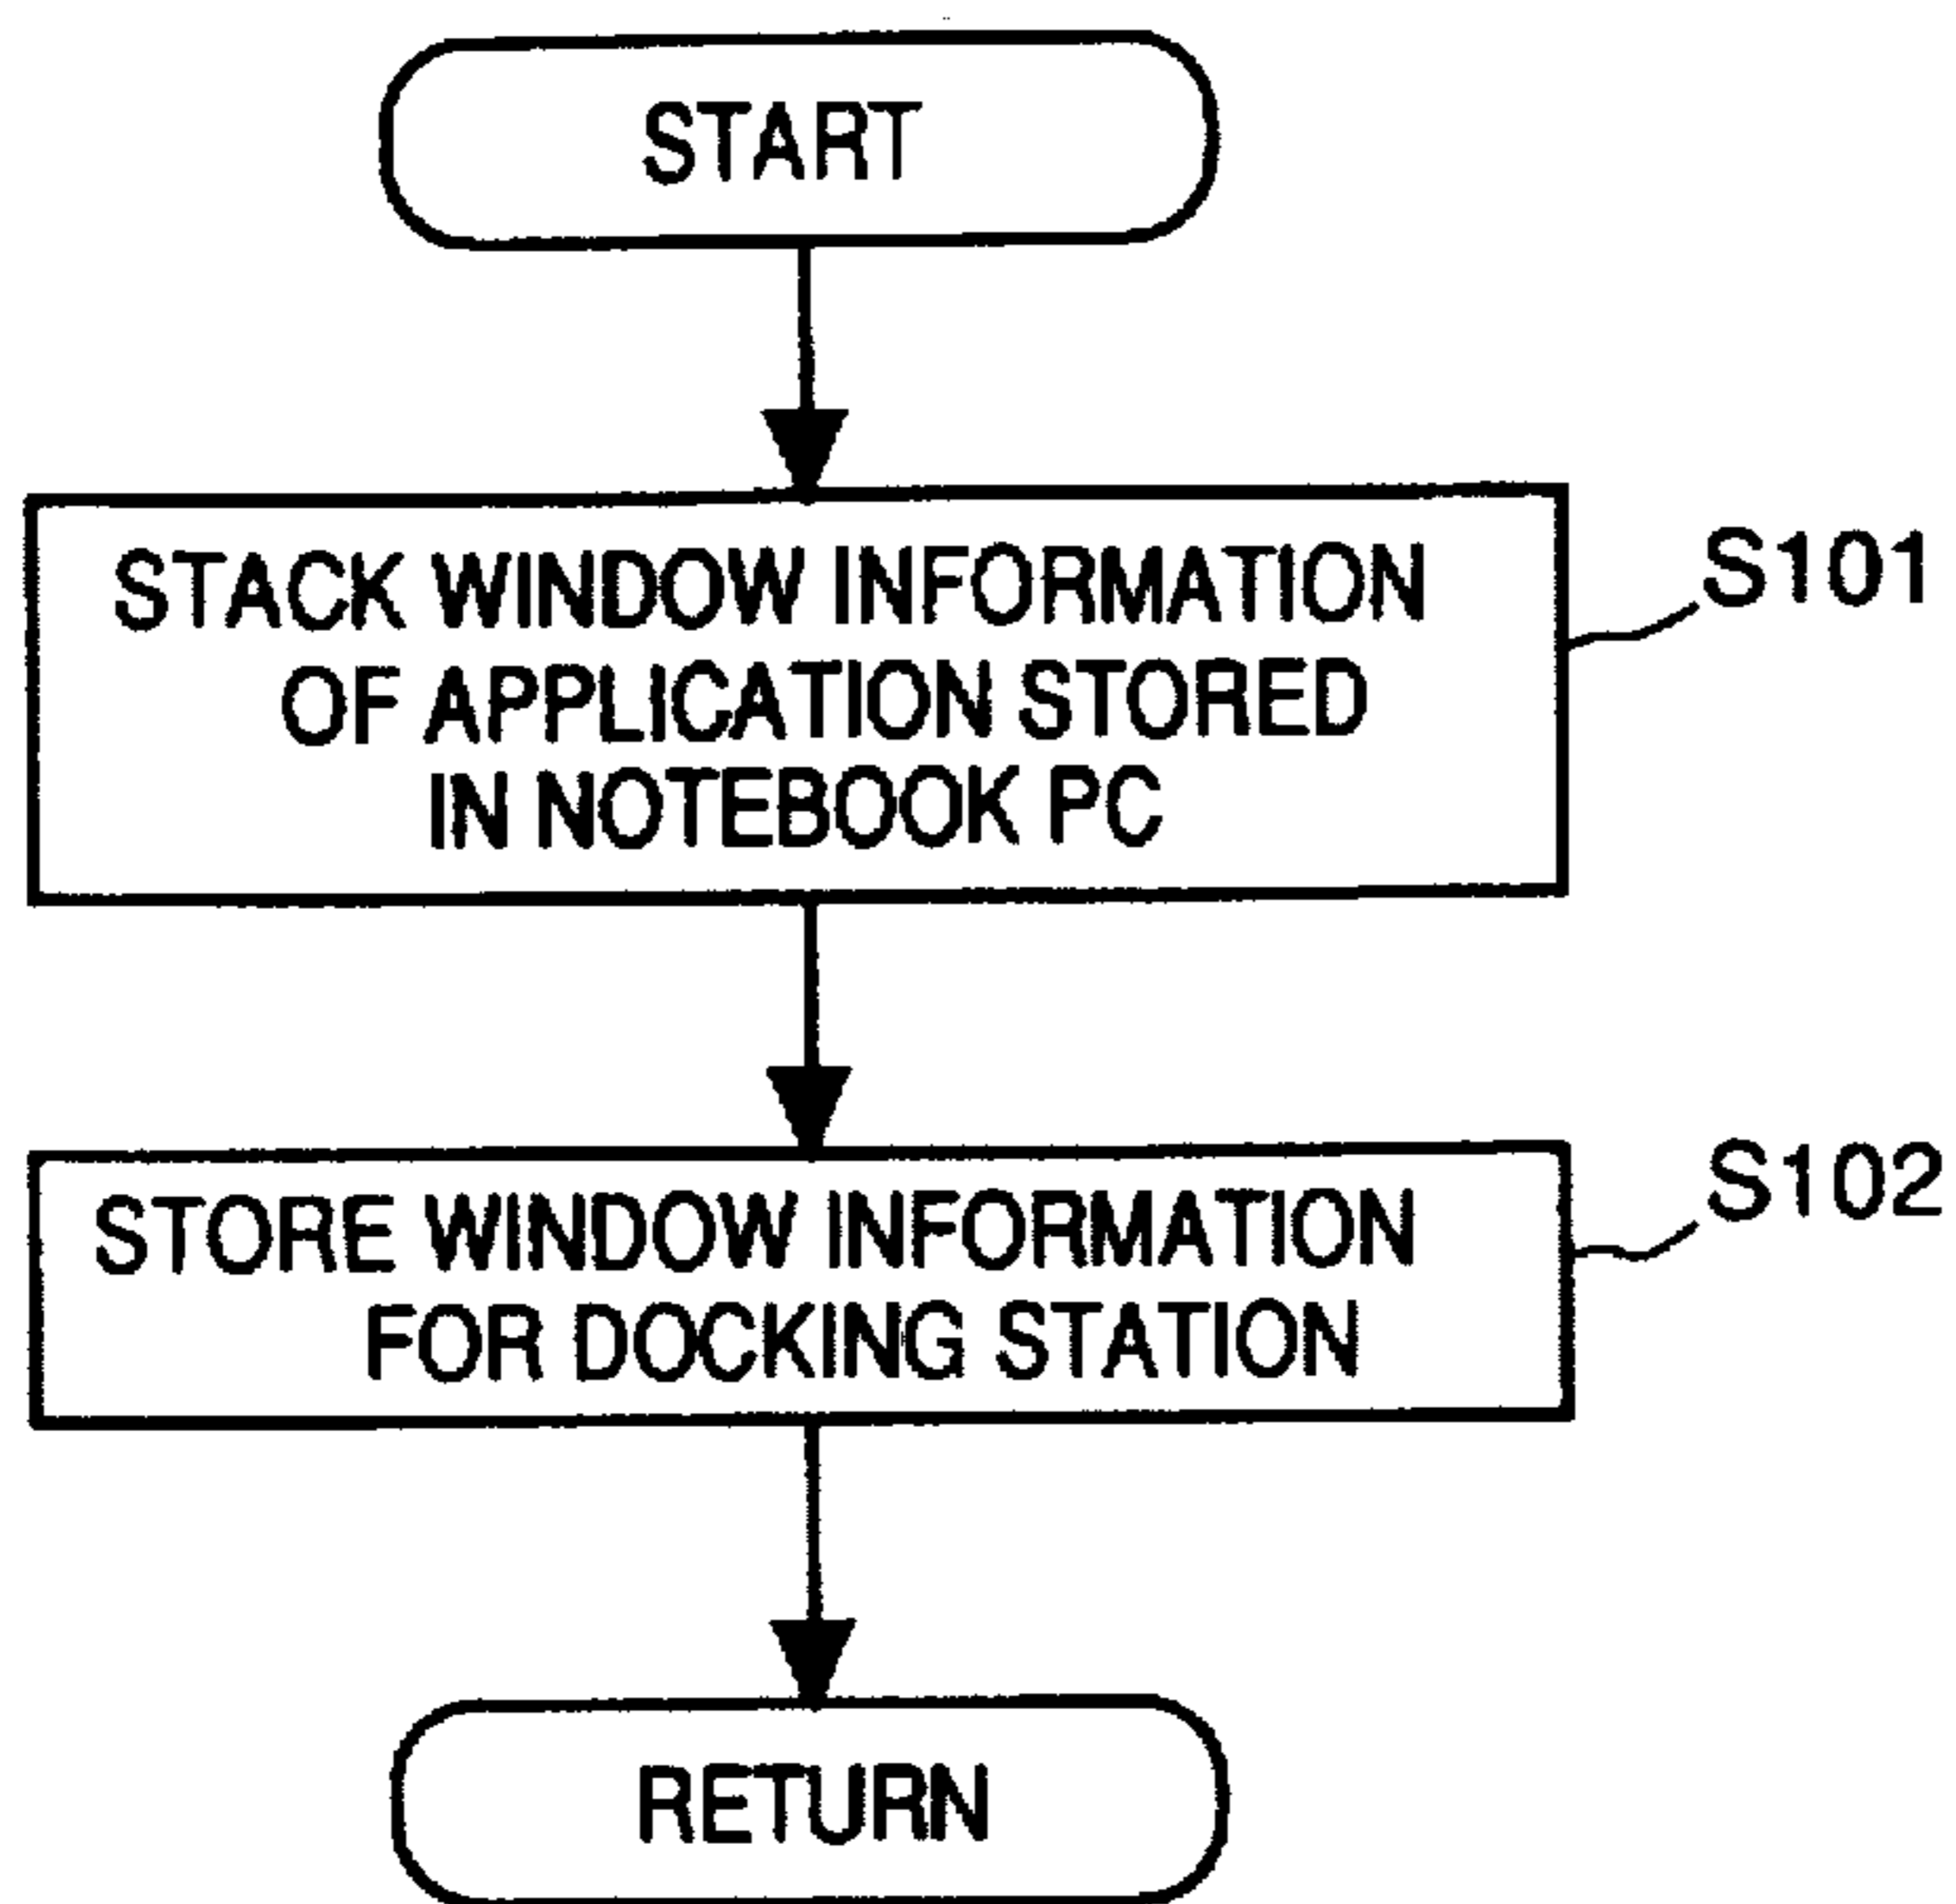 START
STACK WINDOW INFORMATION
OF APPLICATION STORED
IN NOTEBOOK PC
S101
STORE WINDOW INFORMATION
FOR DOCKING STATION
S102
RETURN